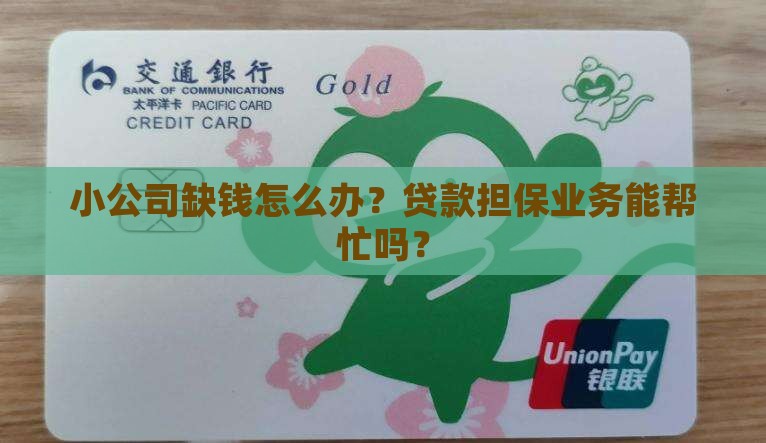 交通銀行
Gold
BANK OF COMMUNICATIONS
太平洋卡 PACIFIC CARD
CREDIT CARD
小公司缺钱怎么办？贷款担保业务能帮
忙吗？
UnionPay
银联